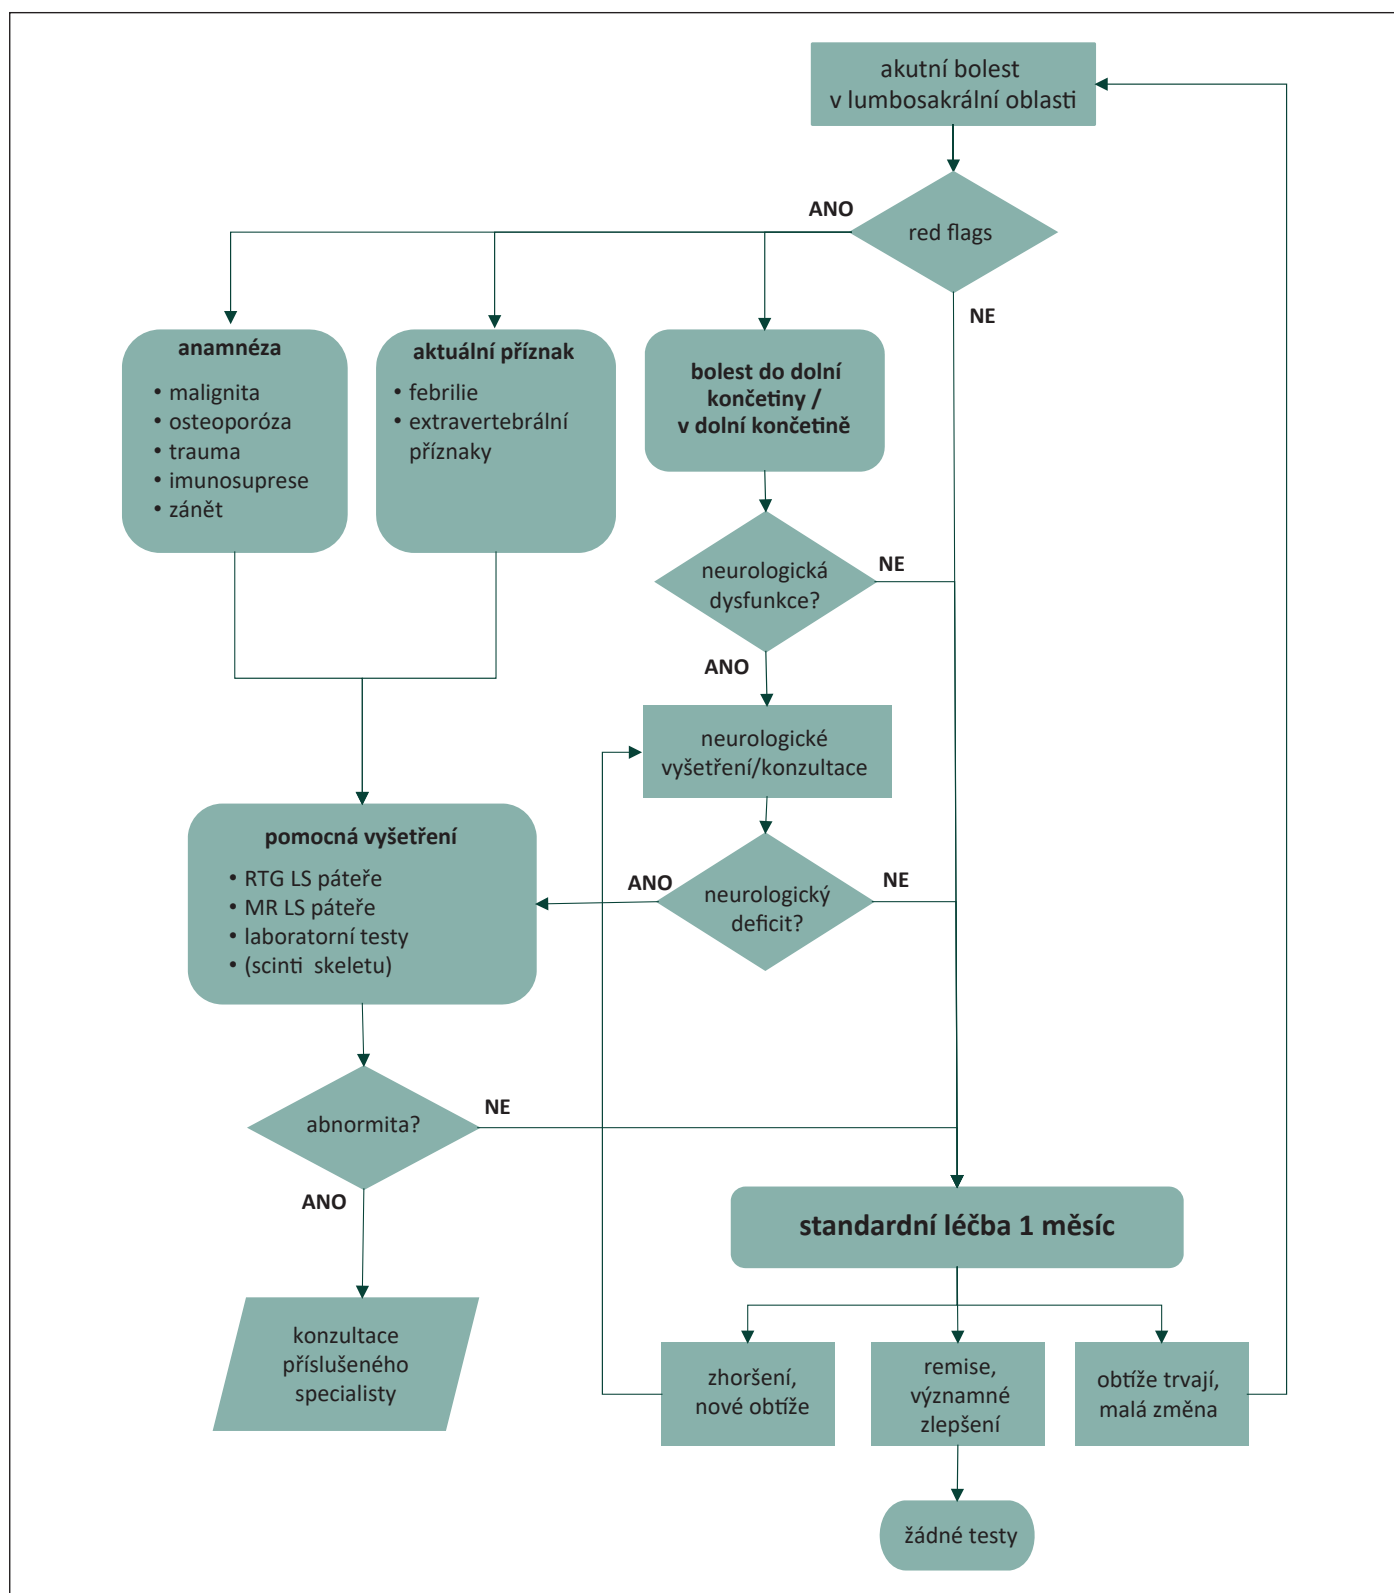 akutní bolest
v lumbosakrální oblasti
ANO
red flags
NE
anamnéza
• malignita
• osteoporóza
• trauma
• imunosuprese
• zánět
aktuální příznak
• febrilie
• extravertebrální
příznaky
bolest do dolní
končetiny /
v dolní končetině
neurologická
dysfunkce?
NE
ANO
neurologické
vyšetření/konzultace
pomocná vyšetření
• RTG LS páteře
• MR LS páteře
• laboratorní testy
• (scinti skeletu)
ANO
neurologický
deficit?
NE
abnormita?
NE
ANO
standardní léčba 1 měsíc
konzultace
příslušeného
specialisty
zhoršení,
nové obtíže
remise,
významné
zlepšení
obtíže trvají,
malá změna
žádné testy